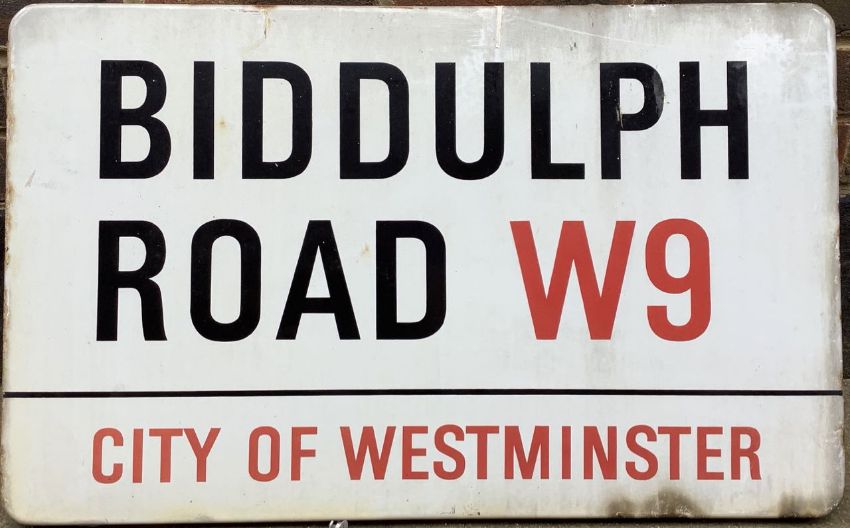 BIDDULPH
ROAD W9
CITY OF WESTMINSTER